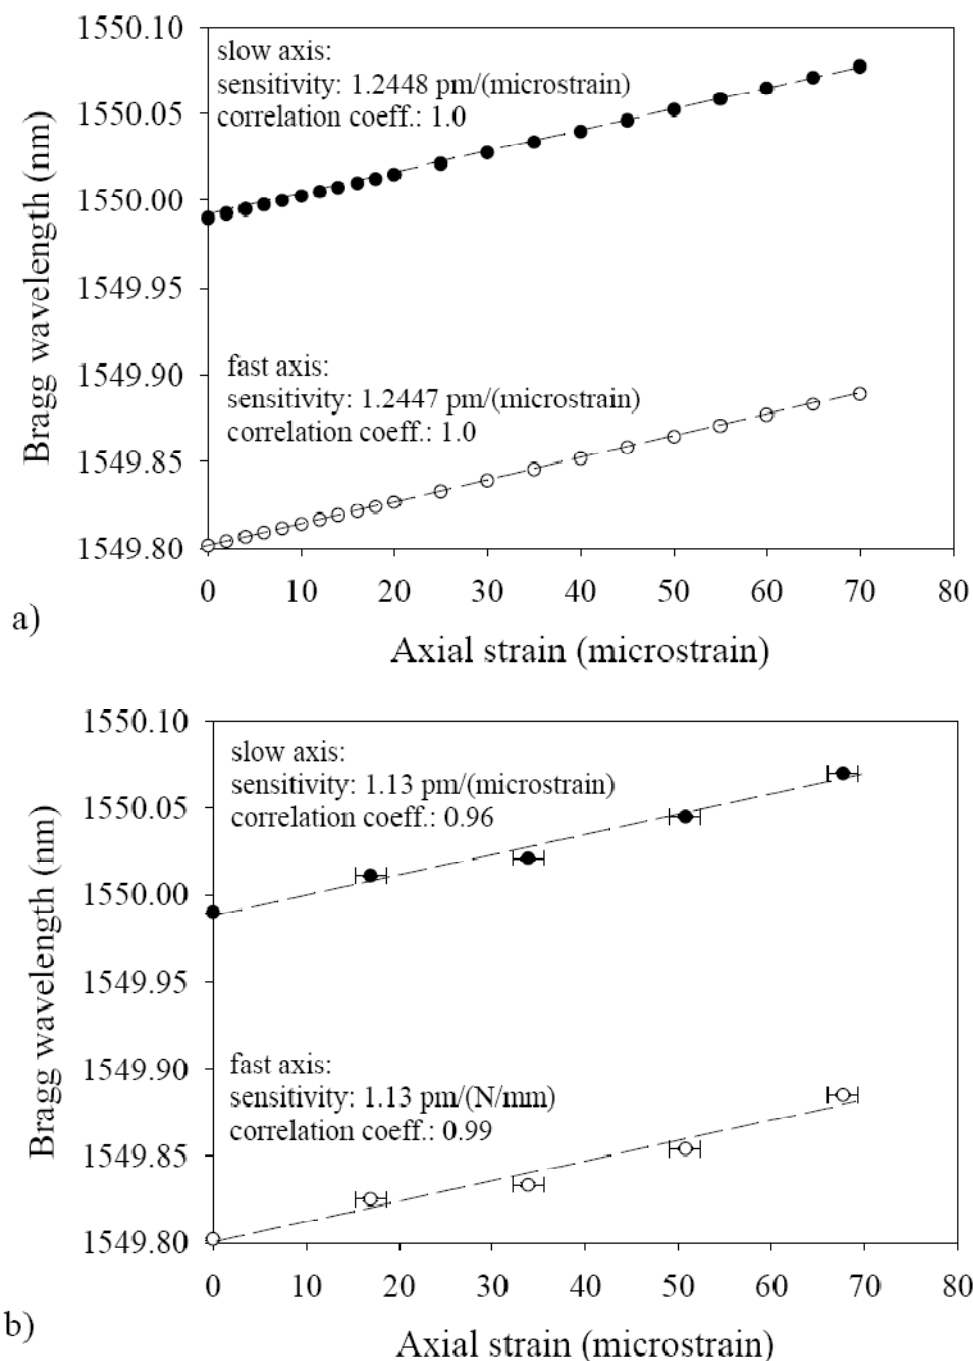 1550.10
slow axis:
sensitivity: 1.2448 pm/(microstrain)
correlation coeff.: 1.0
1550.05
1550.00
1549.95
1549.90
fast axis:
sensitivity: 1.2447 pm/(microstrain)
correlation coeff.: 1.0
1549.85
1549.80
Bragg wavelength (nm)
0 10 20 30 40 50 60 70 80
a)
Axial strain (microstrain)
1550.10
slow axis:
sensitivity: 1.13 pm/(microstrain)
correlation coeff.: 0.96
1550.05
1550.00
1549.95
1549.90
fast axis:
sensitivity: 1.13 pm/(N/mm)
correlation coeff.: 0.99
1549.85
1549.80
Bragg wavelength (nm)
0 10 20 30 40 50 60 70 80
b)
Axial strain (microstrain)